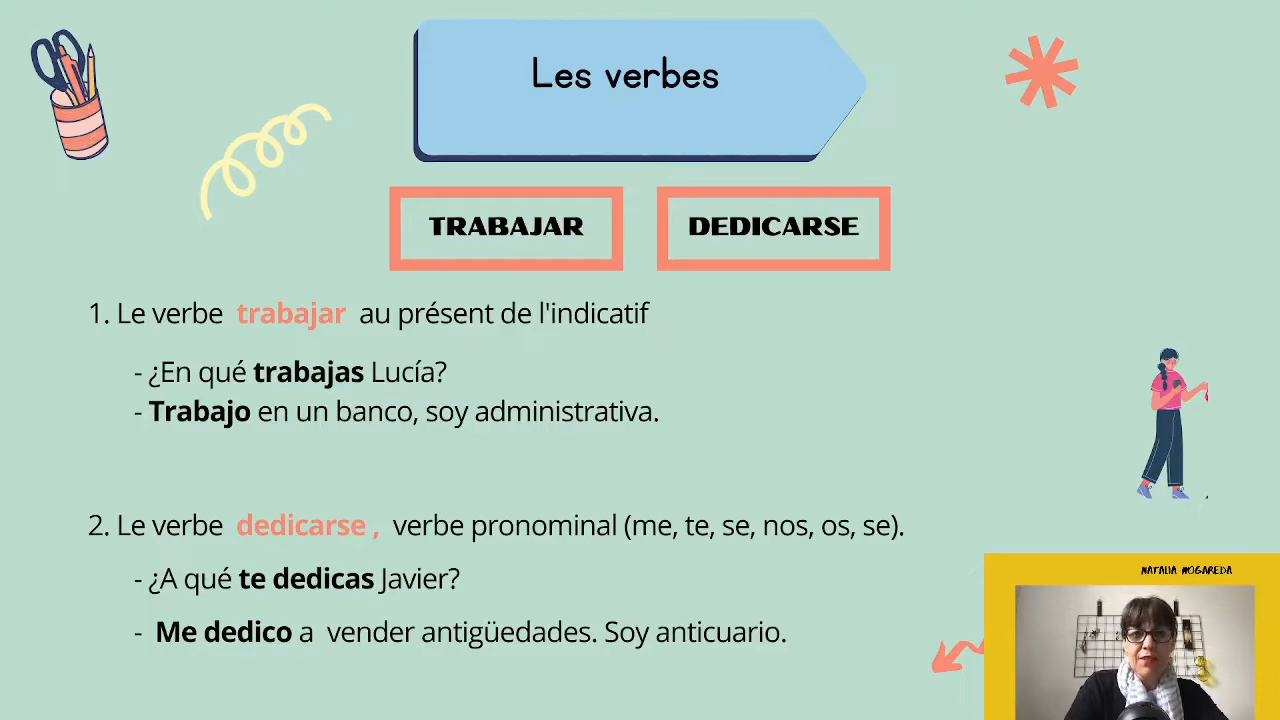 Les verbes
TRABAJAR
DEDICARSE
1. Le verbe trabajar au présent de l'indicatif
- ¿En qué trabajas Lucía?
- Trabajo en un banco, soy administrativa.
2. Le verbe dedicarse , verbe pronominal (me, te, se, nos, os, se).
- ¿A qué te dedicas Javier?
- Me dedico a vender antigüedades. Soy anticuario.
NATALIA NOGAREDA